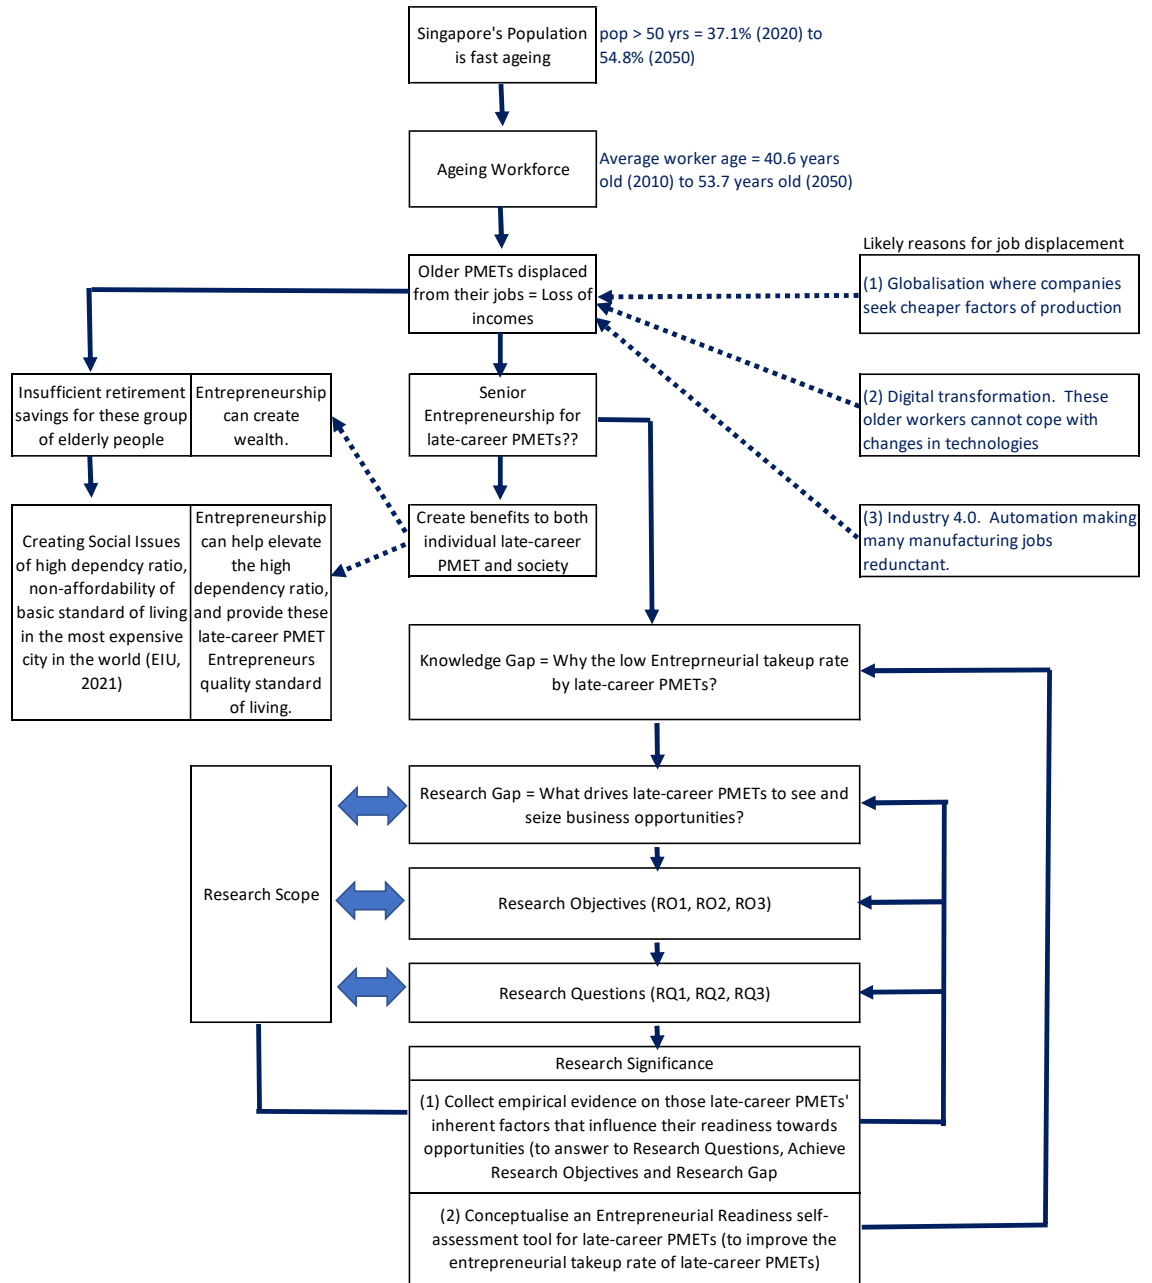 Singapore's Population
is fast ageing
pop > 50 yrs = 37.1% (2020) to
54.8% (2050)
Ageing Workforce
Average worker age = 40.6 years
old (2010) to 53.7 years old (2050)
Likely reasons for job displacement
Older PMETs displaced
from their jobs = Loss of
incomes
(1) Globalisation where companies
seek cheaper factors of production
Insufficient retirement
savings for these group
of elderly people
Entrepreneurship
can create
wealth.
Senior
Entrepreneurship for
late-career PMETs??
(2) Digital transformation.  These
older workers cannot cope with
changes in technologies
Creating Social Issues
of high dependcy ratio,
non-affordability of
basic standard of living
in the most expensive
city in the world (EIU,
2021)
Entrepreneurship
can help elevate
the high
dependency ratio,
and provide these
late-career PMET
Entrepreneurs
quality standard
of living.
Create benefits to both
individual late-career
PMET and society
(3) Industry 4.0.  Automation making
many manufacturing jobs
redunctant.
Knowledge Gap = Why the low Entreprneurial takeup rate
by late-career PMETs?
Research Scope
Research Gap = What drives late-career PMETs to see and
seize business opportunities?
Research Objectives (RO1, RO2, RO3)
Research Questions (RQ1, RQ2, RQ3)
Research Significance
(1) Collect empirical evidence on those late-career PMETs'
inherent factors that influence their readiness towards
opportunities (to answer to Research Questions, Achieve
Research Objectives and Research Gap
(2) Conceptualise an Entrepreneurial Readiness self-
assessment tool for late-career PMETs (to improve the
entrepreneurial takeup rate of late-career PMETs)